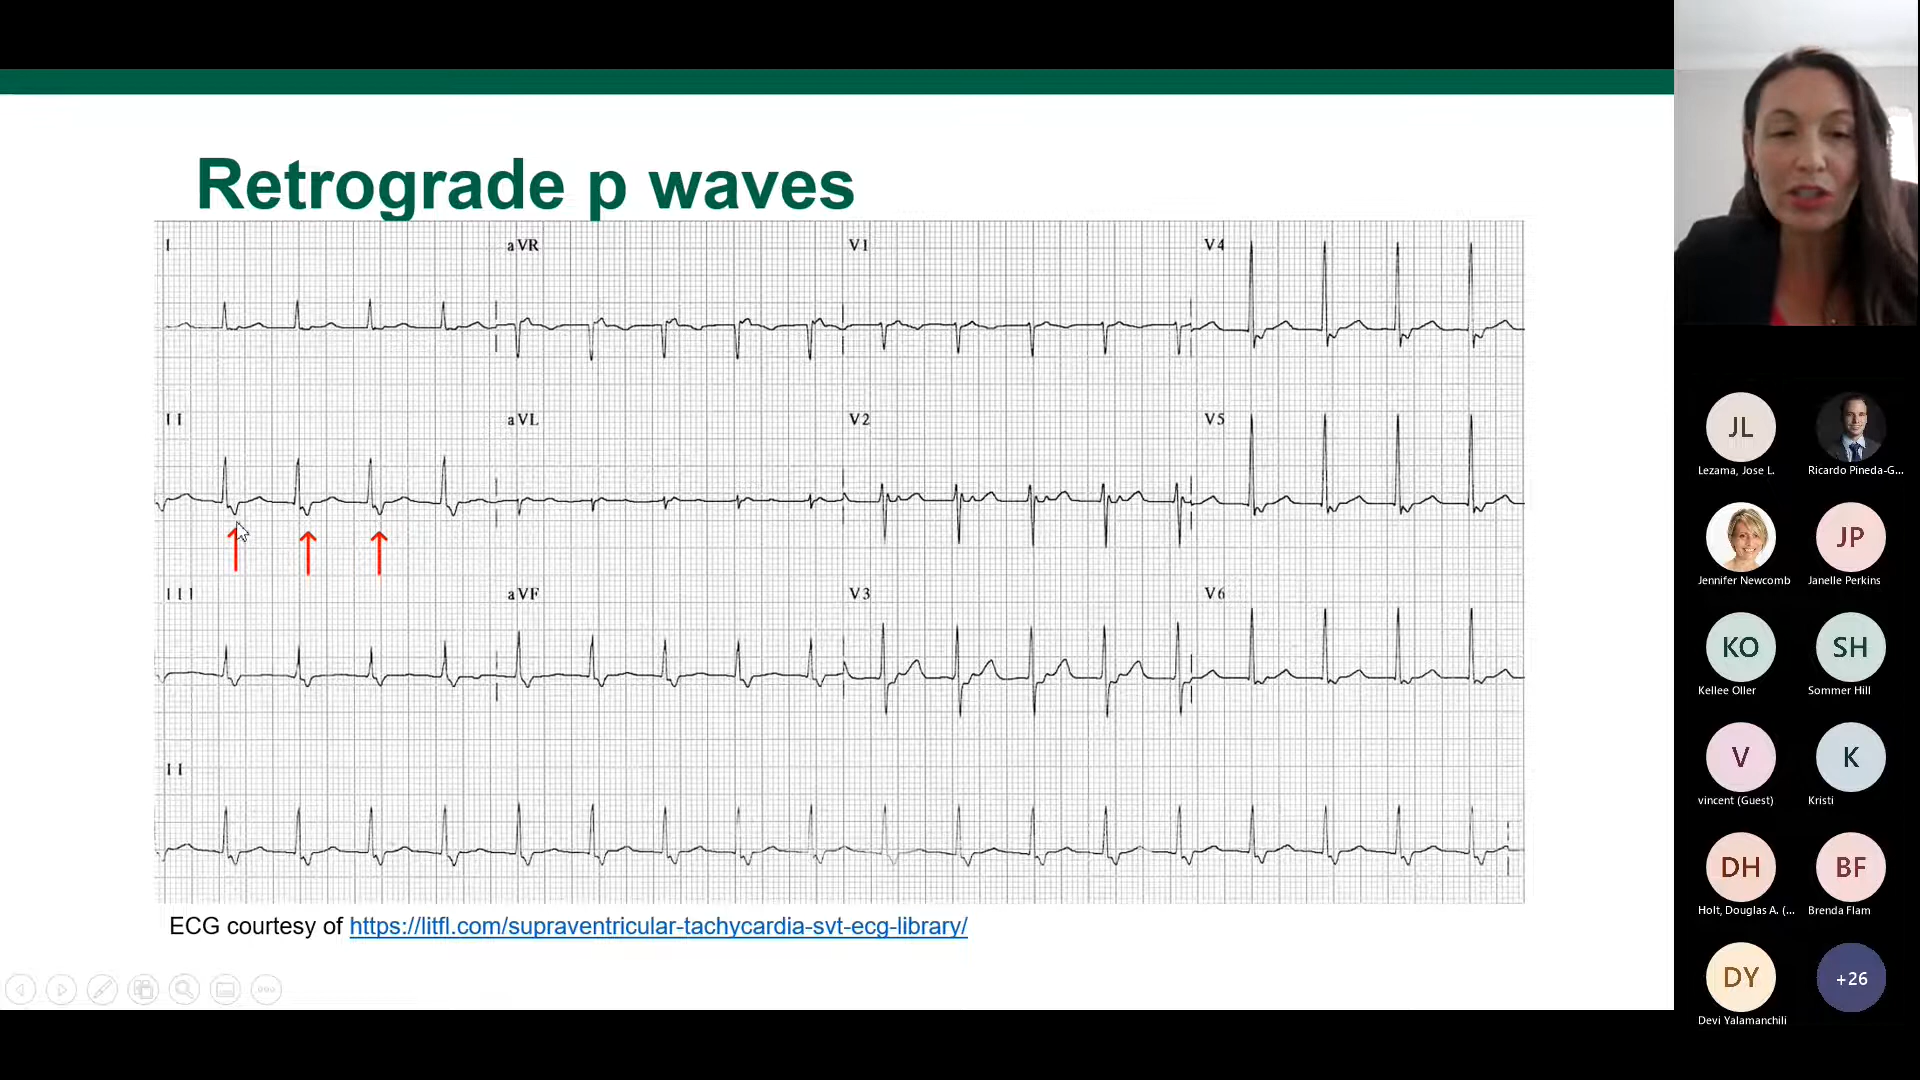 Retrograde p waves
I aVR V1 V4
II aVL V2 V5
III aVF V3 V6
II
ECG courtesy of https://litfl.com/supraventricular-tachycardia-svt-ecg-library/
JL
Lezama, Jose L.
Ricardo Pineda-G...
Jennifer Newcomb
JP
Janelle Perkins
KO
Kellee Oller
SH
Sommer Hill
V
vincent (Guest)
K
Kristi
DH
Holt, Douglas A. (...
BF
Brenda Flam
DY
Devi Yalamanchili
+26